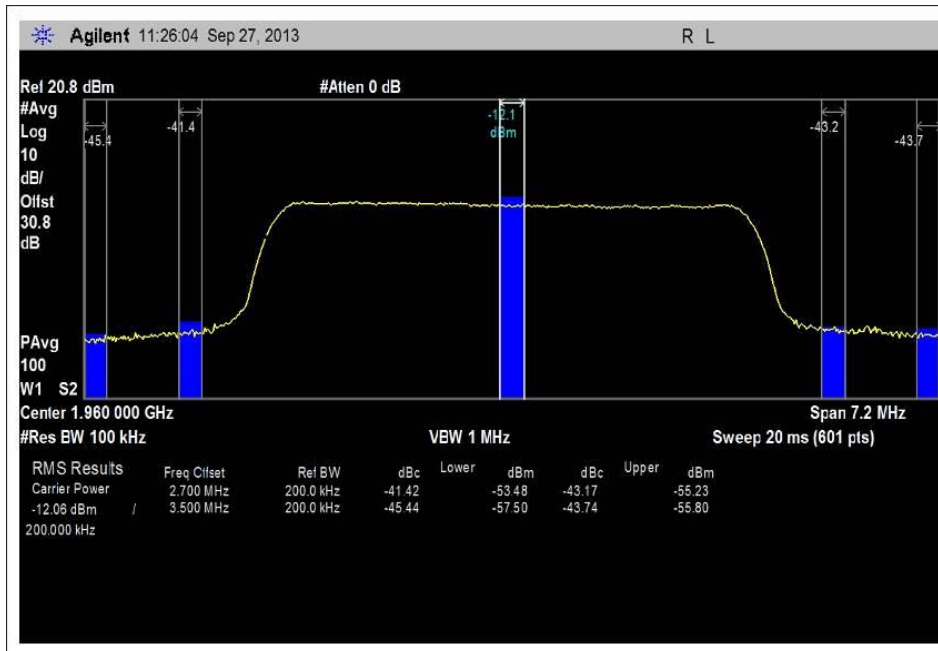 Agilent 11:26:04 Sep 27, 2013 R L
Ref 20.8 dBm #Atten 0 dB
#Avg
Log
10
dB/
Offst
30.8
dB
-45.4 -41.4 -12.1 dBm -43.2 -43.7
PAvg
100
W1 S2
Center 1.960 000 GHz Span 7.2 MHz
#Res BW 100 kHz VBW 1 MHz Sweep 20 ms (601 pts)
RMS Results Freq Offset Ref BW dBc Lower dBm dBc Upper dBm
Carrier Power 2.700 MHz 200.0 kHz -41.42 -53.48 -43.17 -55.23
-12.06 dBm / 3.500 MHz 200.0 kHz -45.44 -57.50 -43.74 -55.80
200.000 kHz